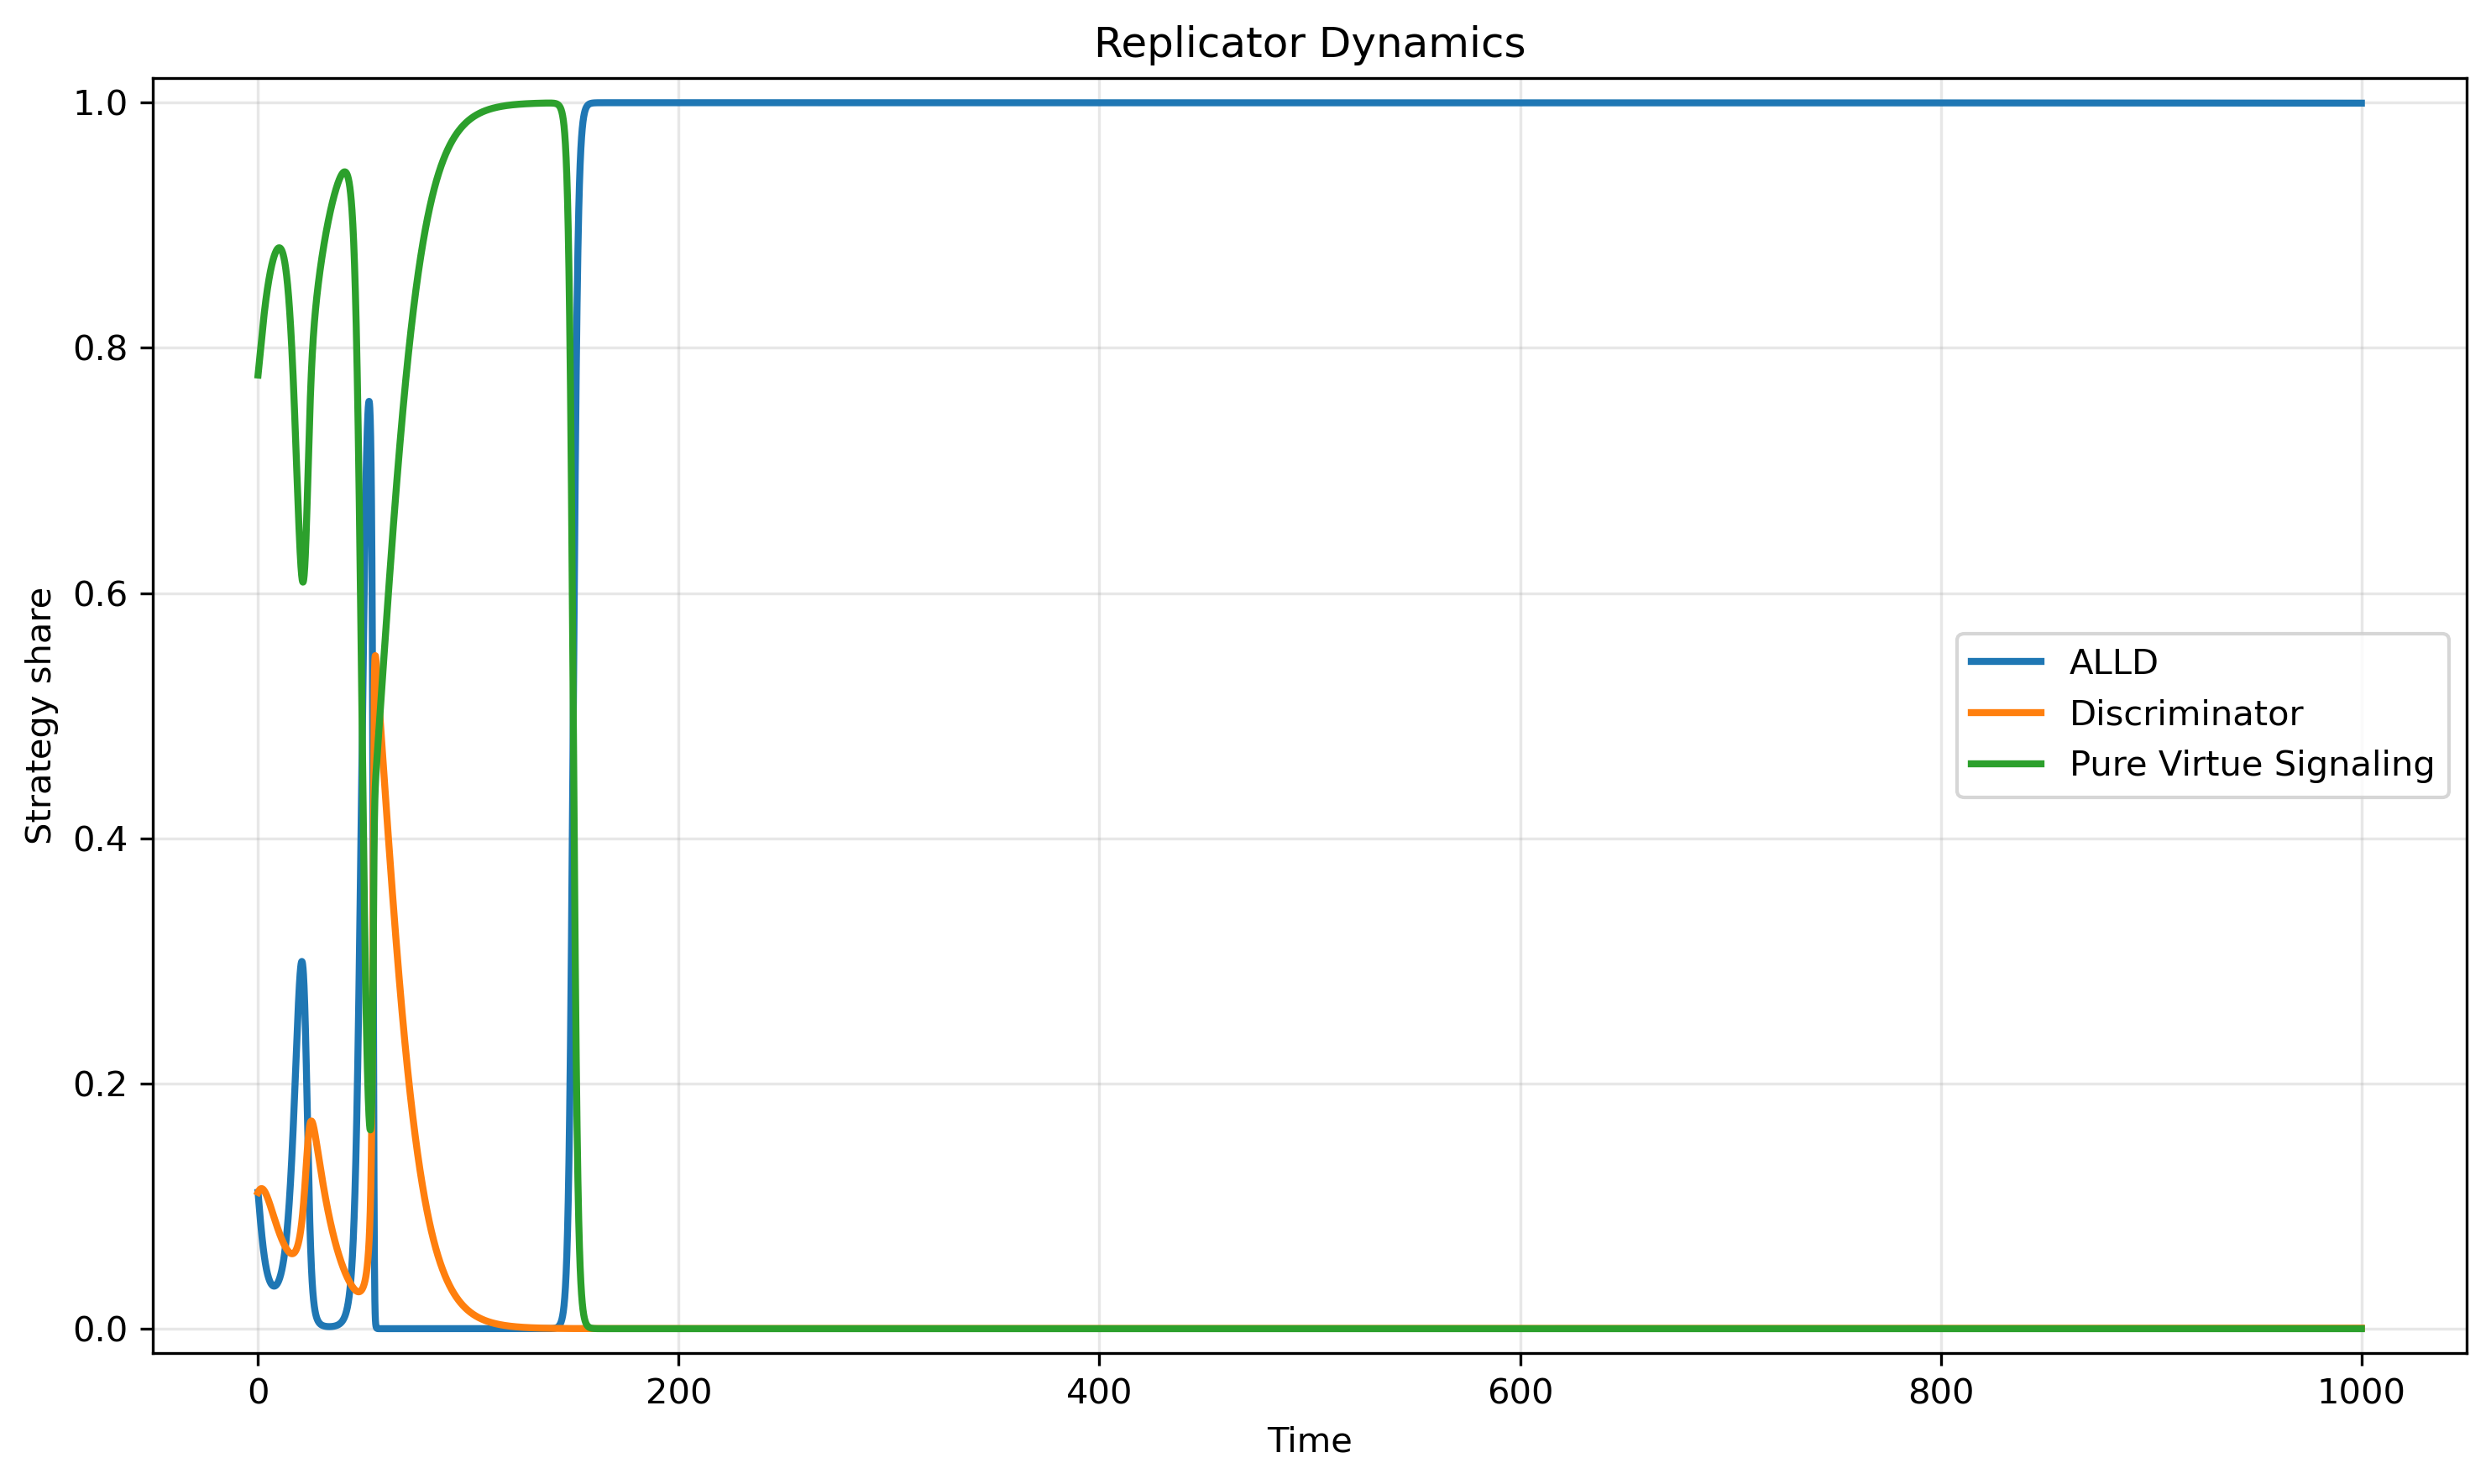 Replicator Dynamics
Strategy share
1.0
0.8
0.6
0.4
0.2
0.0
ALLD
Discriminator
Pure Virtue Signaling
0 200 400 600 800 1000
Time